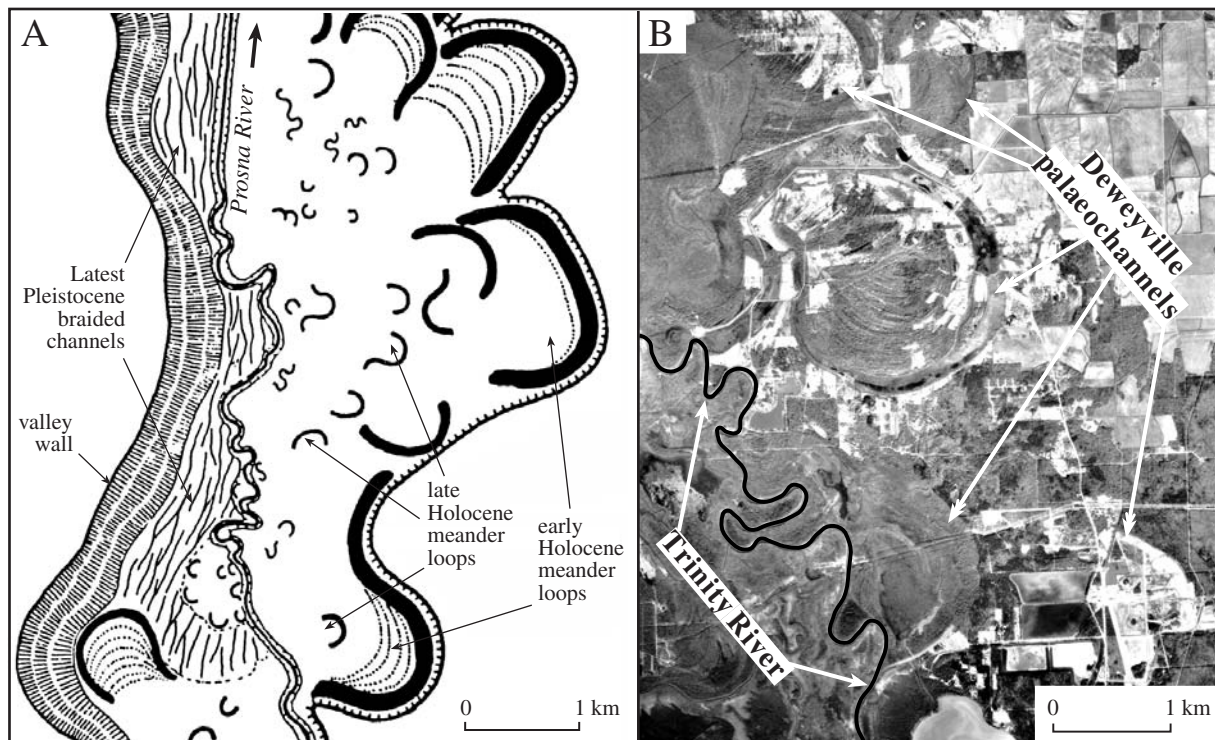 A
Prosna River
Latest
Pleistocene
braided
channels
valley
wall
late
Holocene
meander
loops
early
Holocene
meander
loops
0
1 km
B
Deweyville
palaeochannels
Trinity River
0
1 km